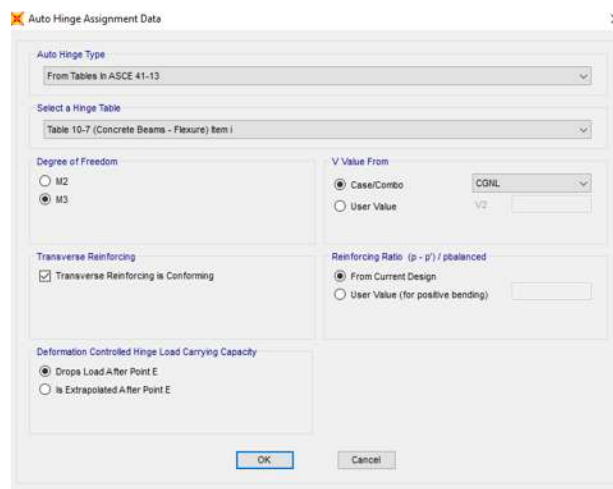 Auto Hinge Assignment Data
Auto Hinge Type
From Tables In ASCE 41-13
Select a Hinge Table
Table 10-7 (Concrete Beams - Flexure) Item i
Degree of Freedom
M2
M3
V Value From
Case/Combo
CGNL
User Value
V2
Transverse Reinforcing
Transverse Reinforcing is Conforming
Reinforcing Ratio (p - p') / pbalanced
From Current Design
User Value (for positive bending)
Deformation Controlled Hinge Load Carrying Capacity
Drops Load After Point E
Is Extrapolated After Point E
OK
Cancel